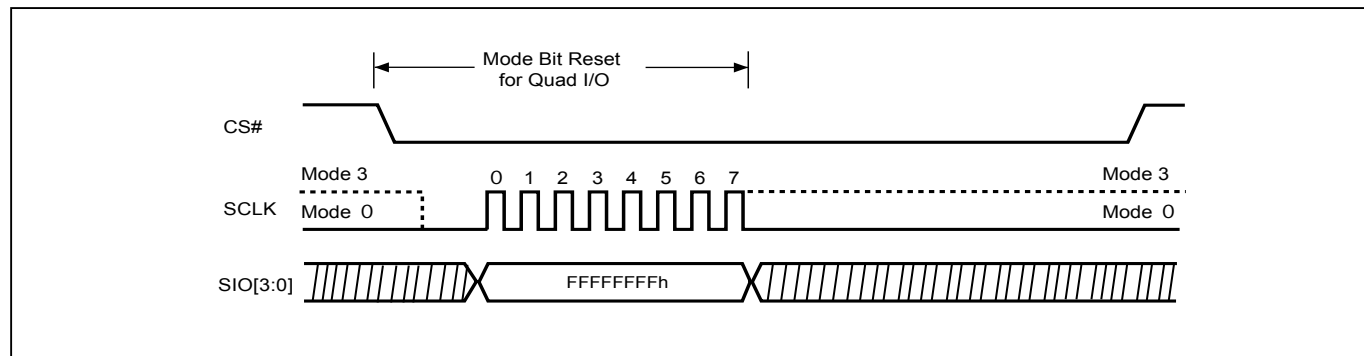 Mode Bit Reset
for Quad I/O
CS#
Mode 3
Mode 3
0 1 2 3 4 5 6 7
SCLK
Mode 0
Mode 0
SIO[3:0]
FFFFFFFFh